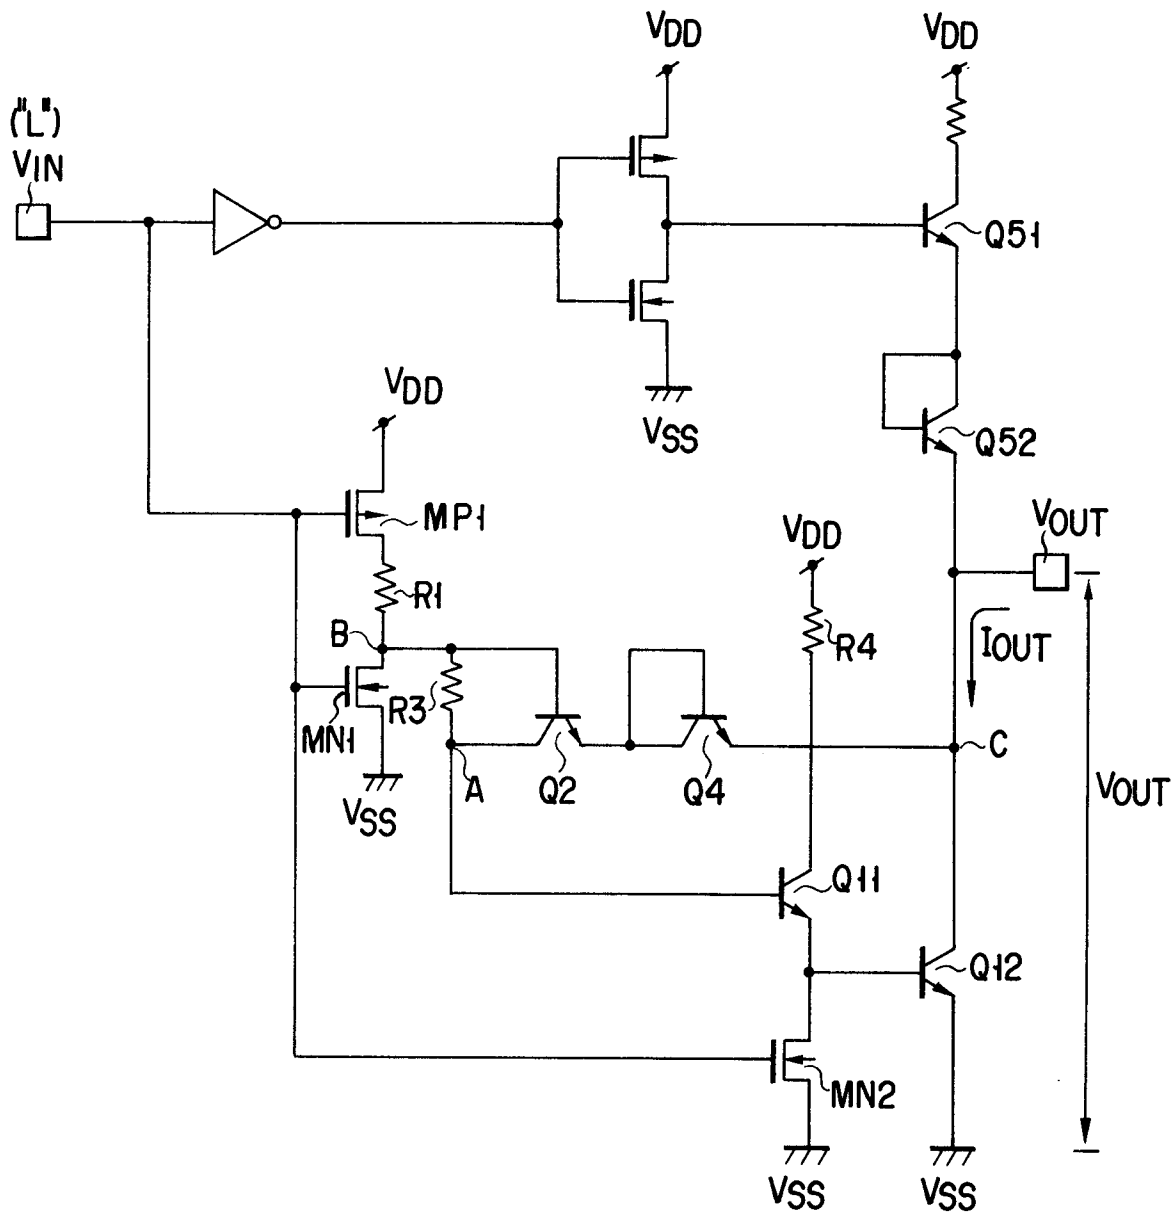 VDD
VDD
("L")
VIN
Q51
VDD
VSS
Q52
MP1
VDD
VOUT
R1
B
R4
IOUT
R3
MN1
C
A
Q2
Q4
VOUT
VSS
Q11
Q12
MN2
VSS
VSS